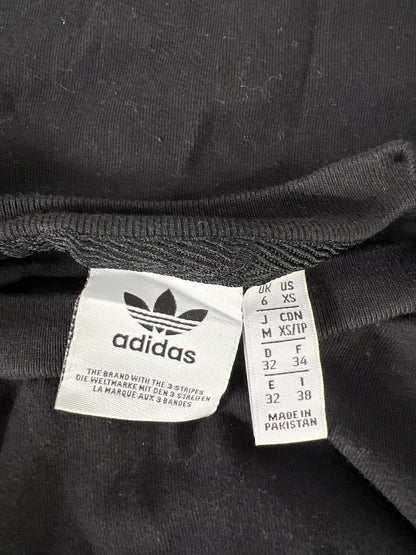 adidas
THE BRAND WITH THE 3 STRIPES
DIE WELTMARKE MIT DEN 3 STREIFEN
LA MARQUE AUX 3 BANDES
UK US
6 XS
J CDN
M XS/TP
D F
32 34
E I
32 38
MADE IN
PAKISTAN